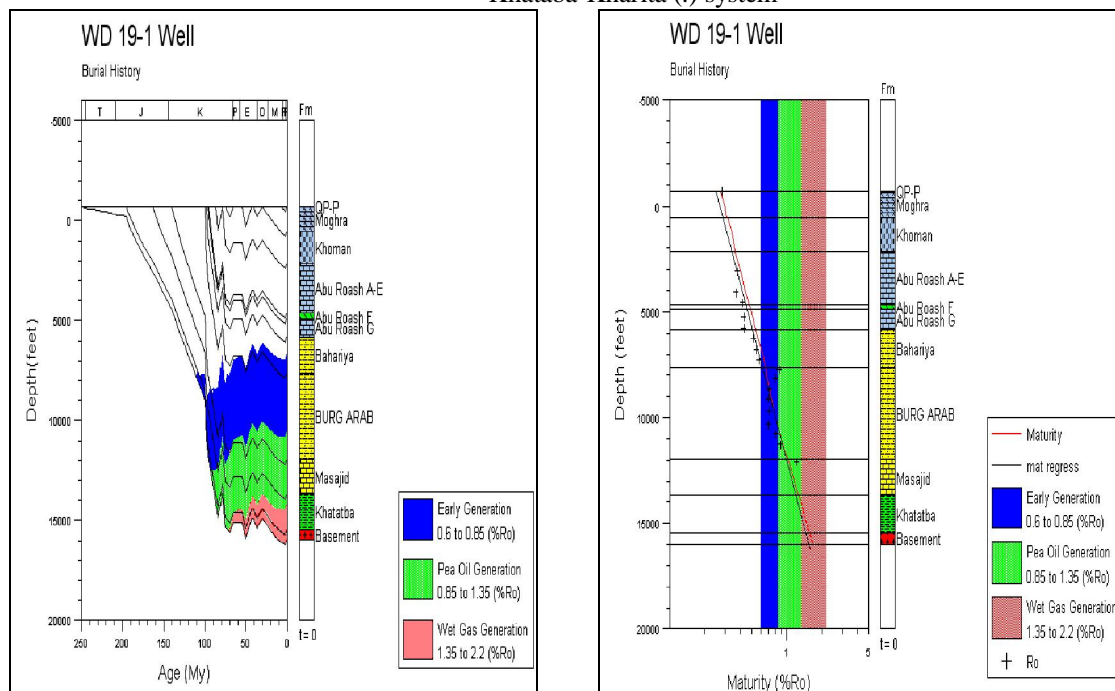 Khataba-Kharita (.) system
WD 19-1 Well
Burial History
T J K P E O M
Fm
-5000
0
5000
10000
15000
20000
Depth (feet)
250 200 150 100 50 0
Age (My)
QP-P
Moghra
Khoman
Abu Roash A-E
Abu Roash F
Abu Roash G
Bahariya
BURG ARAB
Masajid
Khatatba
Basement
t= 0
Early Generation
0.6 to 0.85 (%Ro)
Pea Oil Generation
0.85 to 1.35 (%Ro)
Wet Gas Generation
1.35 to 2.2 (%Ro)
WD 19-1 Well
Burial History
Fm
-5000
0
5000
10000
15000
20000
Depth (feet)
1 5
Maturity (%Ro)
QP-P
Moghra
Khoman
Abu Roash A-E
Abu Roash F
Abu Roash G
Bahariya
BURG ARAB
Masajid
Khatatba
Basement
t= 0
Maturity
mat regress
Early Generation
0.6 to 0.85 (%Ro)
Pea Oil Generation
0.85 to 1.35 (%Ro)
Wet Gas Generation
1.35 to 2.2 (%Ro)
Ro